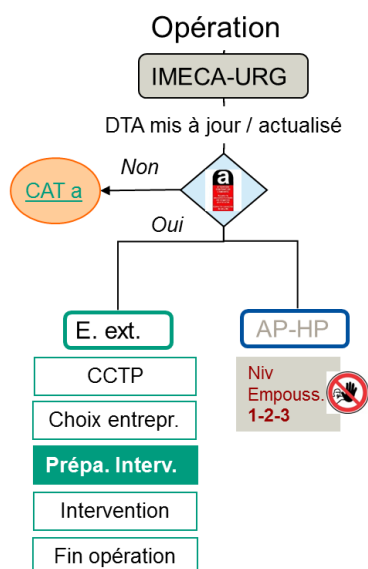 Opération
IMECA-URG
DTA mis à jour / actualisé
Non
CAT a
a
Oui
E. ext.
AP-HP
CCTP
Niv
Empouss.
1-2-3
Choix entrepr.
Prépa. Interv.
Intervention
Fin opération